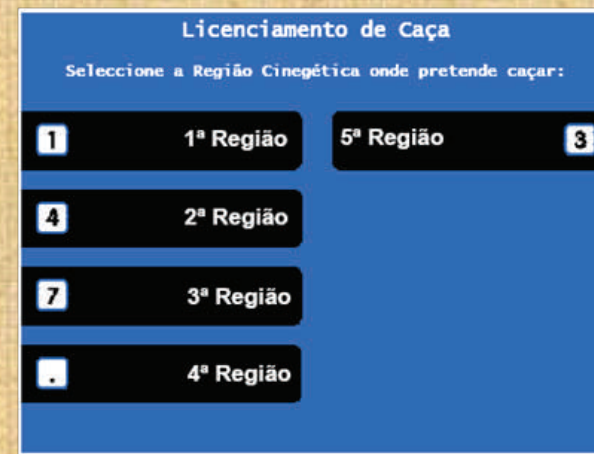 Licenciamento de Caça
Seleccione a Região Cinegética onde pretende caçar:
1 1ª Região
5ª Região 3
4 2ª Região
7 3ª Região
. 4ª Região